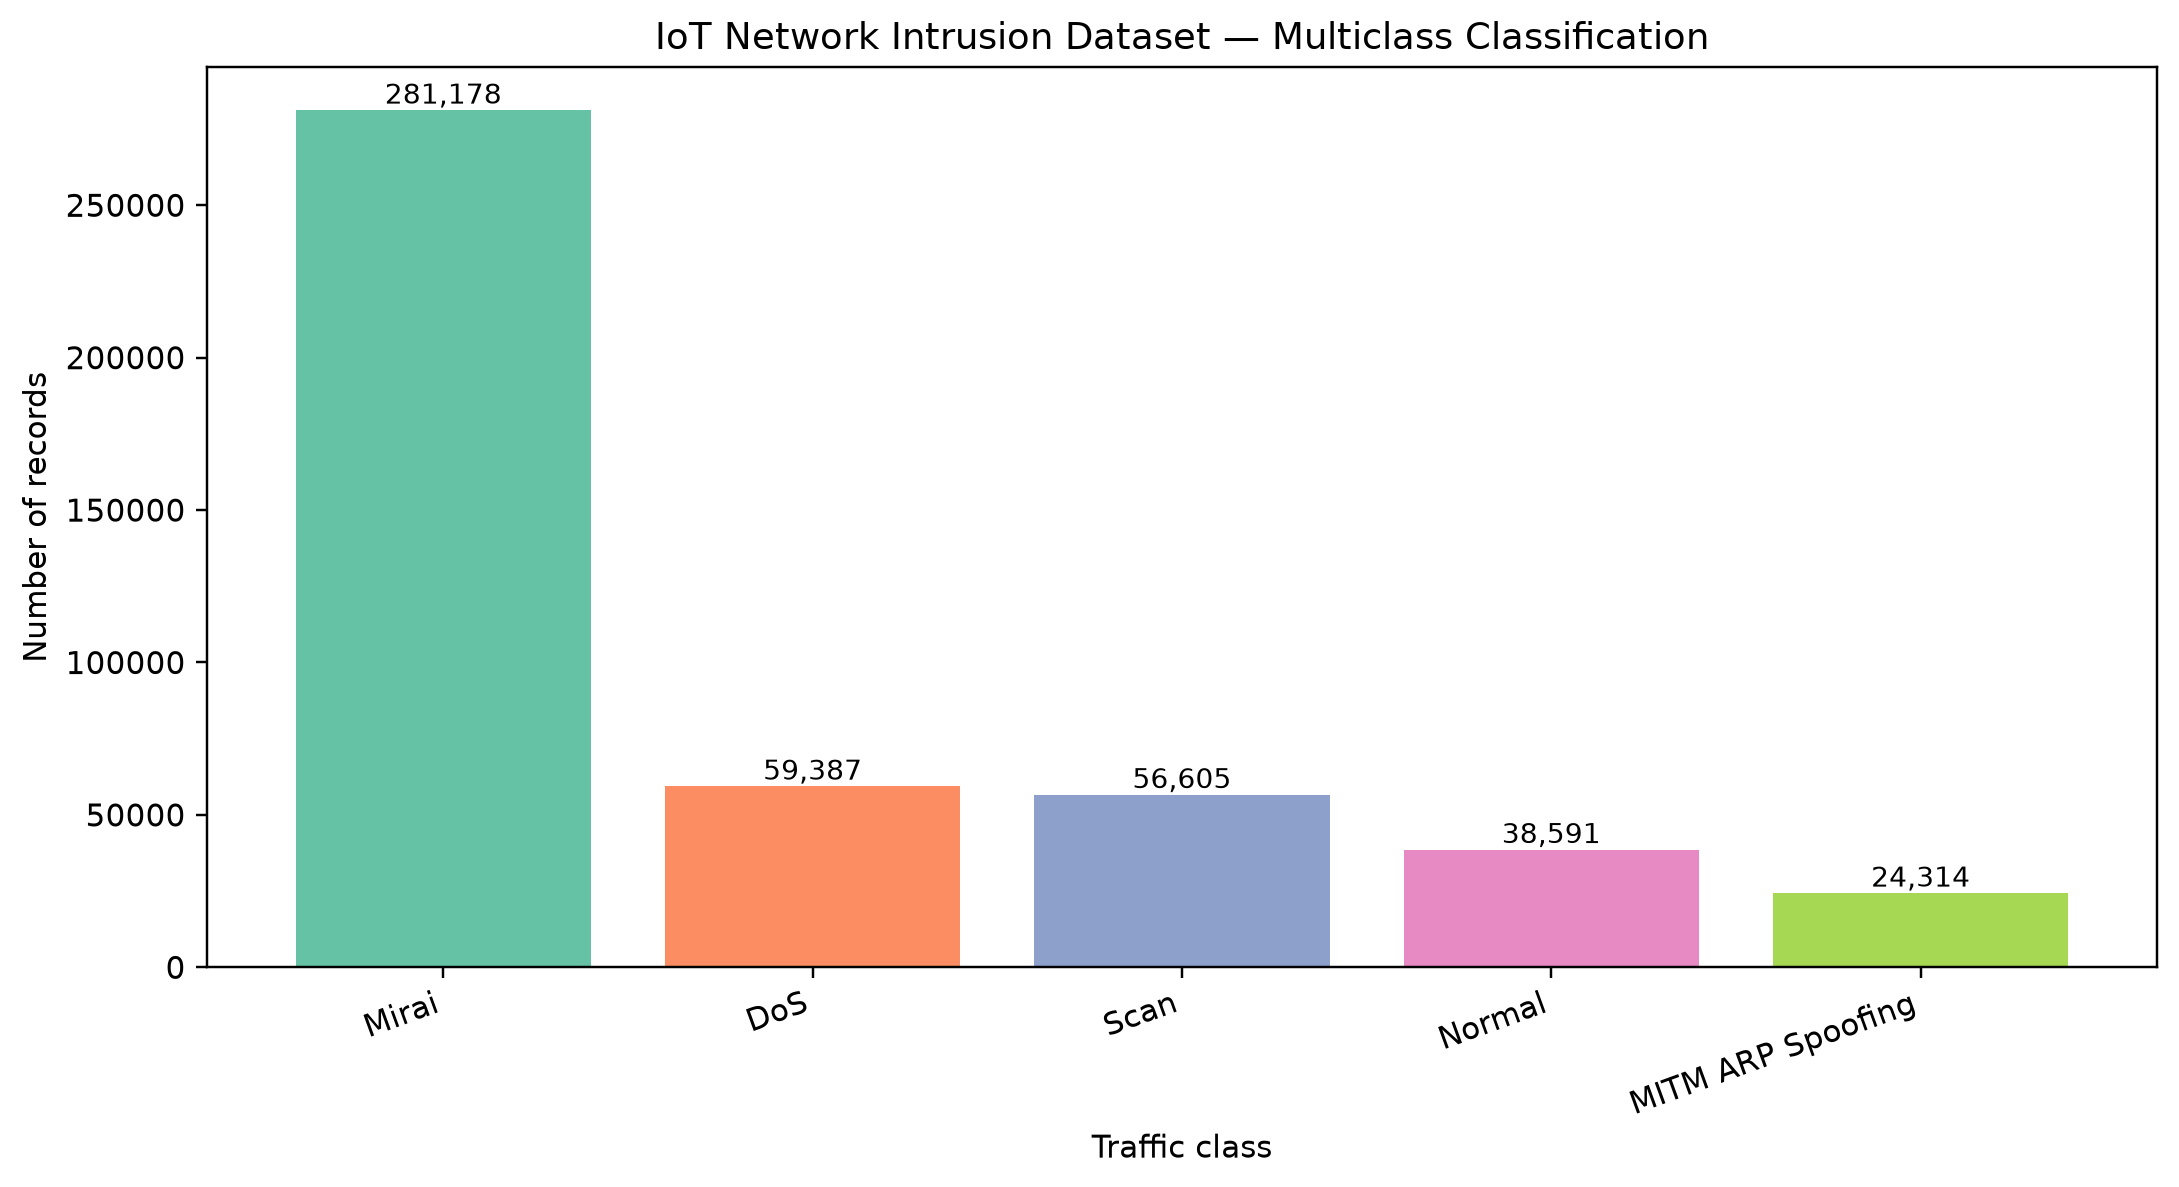 IoT Network Intrusion Dataset — Multiclass Classification
281,178
59,387
56,605
38,591
24,314
250000
200000
150000
100000
50000
0
Number of records
Mirai
DoS
Scan
Normal
MITM ARP Spoofing
Traffic class